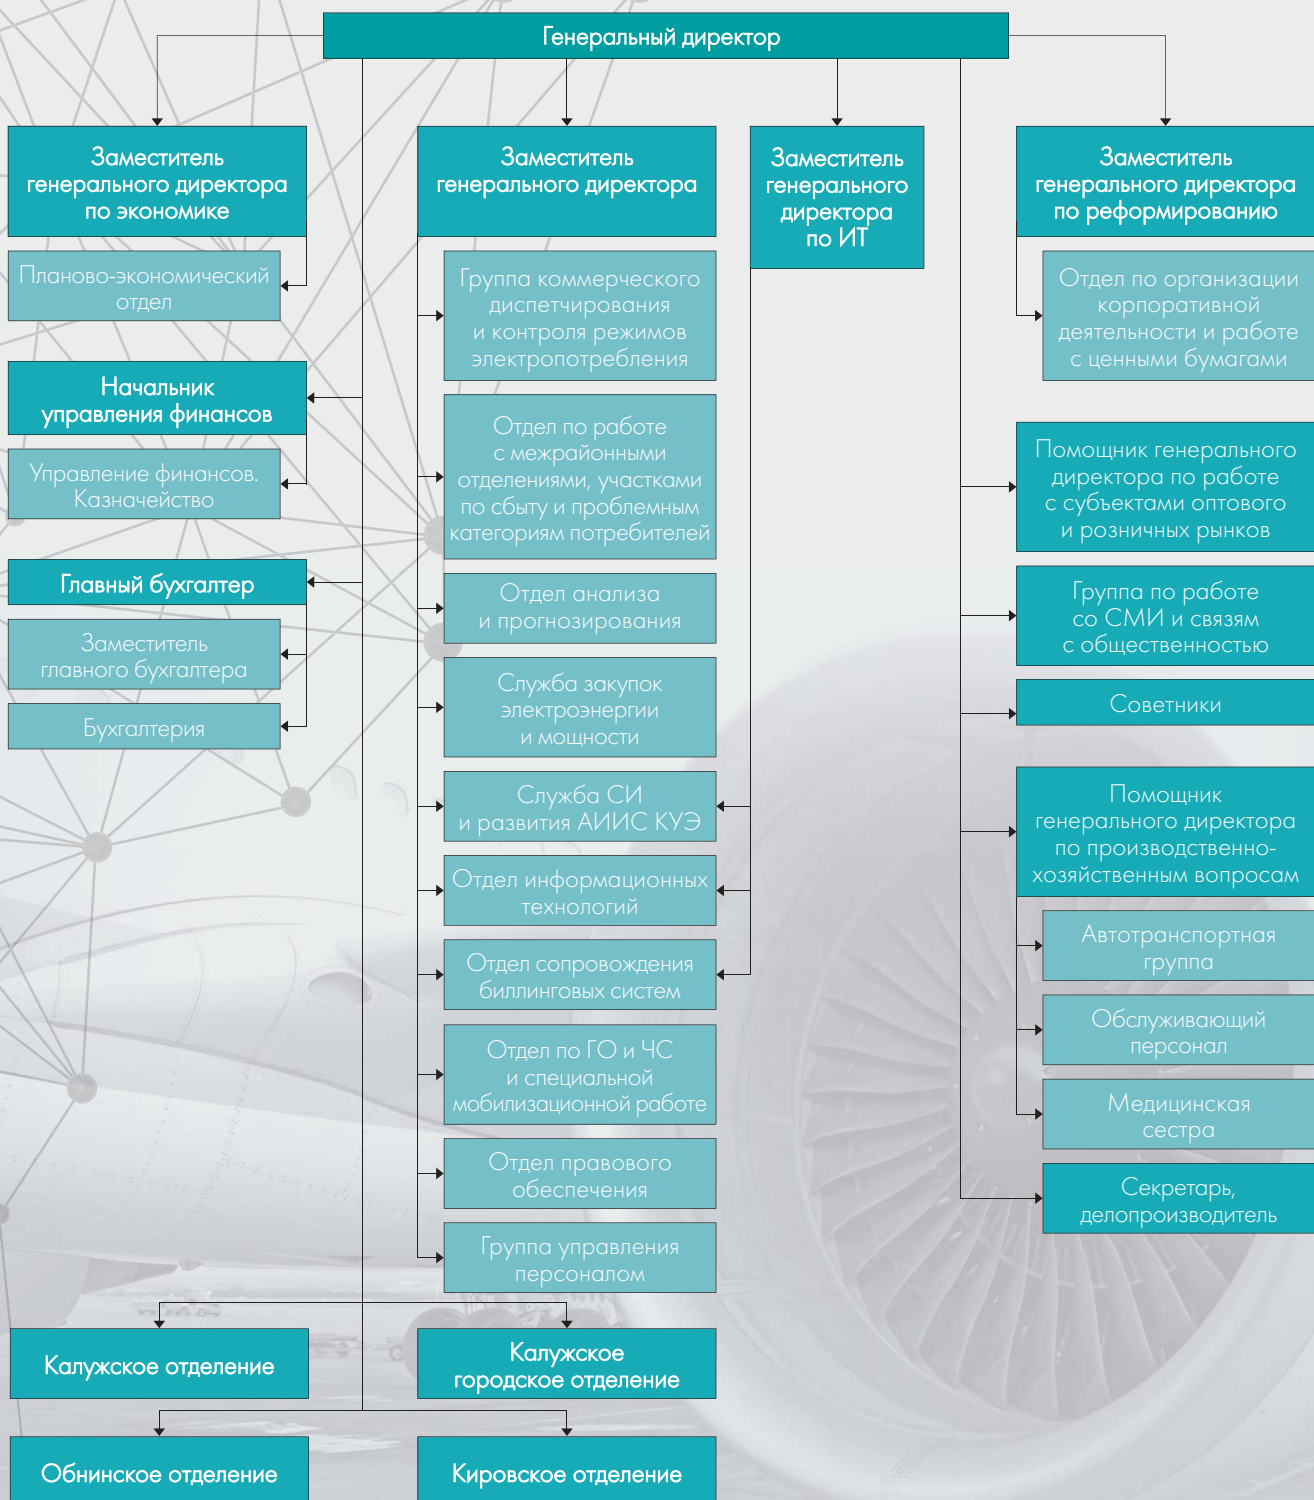 Генеральный директор
Заместитель
генерального директора
по экономике
Планово-экономический
отдел
Начальник
управления финансов
Управление финансов.
Казначейство
Главный бухгалтер
Заместитель
главного бухгалтера
Бухгалтерия
Заместитель
генерального директора
Группа коммерческого
диспетчирования
и контроля режимов
электропотребления
Отдел по работе
с межрайонными
отделениями, участками
по сбыту и проблемным
категориям потребителей
Отдел анализа
и прогнозирования
Служба закупок
электроэнергии
и мощности
Служба СИ
и развития АИИС КУЭ
Отдел информационных
технологий
Отдел сопровождения
биллинговых систем
Отдел по ГО и ЧС
и специальной
мобилизационной работе
Отдел правового
обеспечения
Группа управления
персоналом
Заместитель
генерального
директора
по ИТ
Заместитель
генерального директора
по реформированию
Отдел по организации
корпоративной
деятельности и работе
с ценными бумагами
Помощник генерального
директора по работе
с субъектами оптового
и розничных рынков
Группа по работе
со СМИ и связям
с общественностью
Советники
Помощник
генерального директора
по производственно-
хозяйственным вопросам
Автотранспортная
группа
Обслуживающий
персонал
Медицинская
сестра
Секретарь,
делопроизводитель
Калужское отделение
Калужское
городское отделение
Обнинское отделение
Кировское отделение